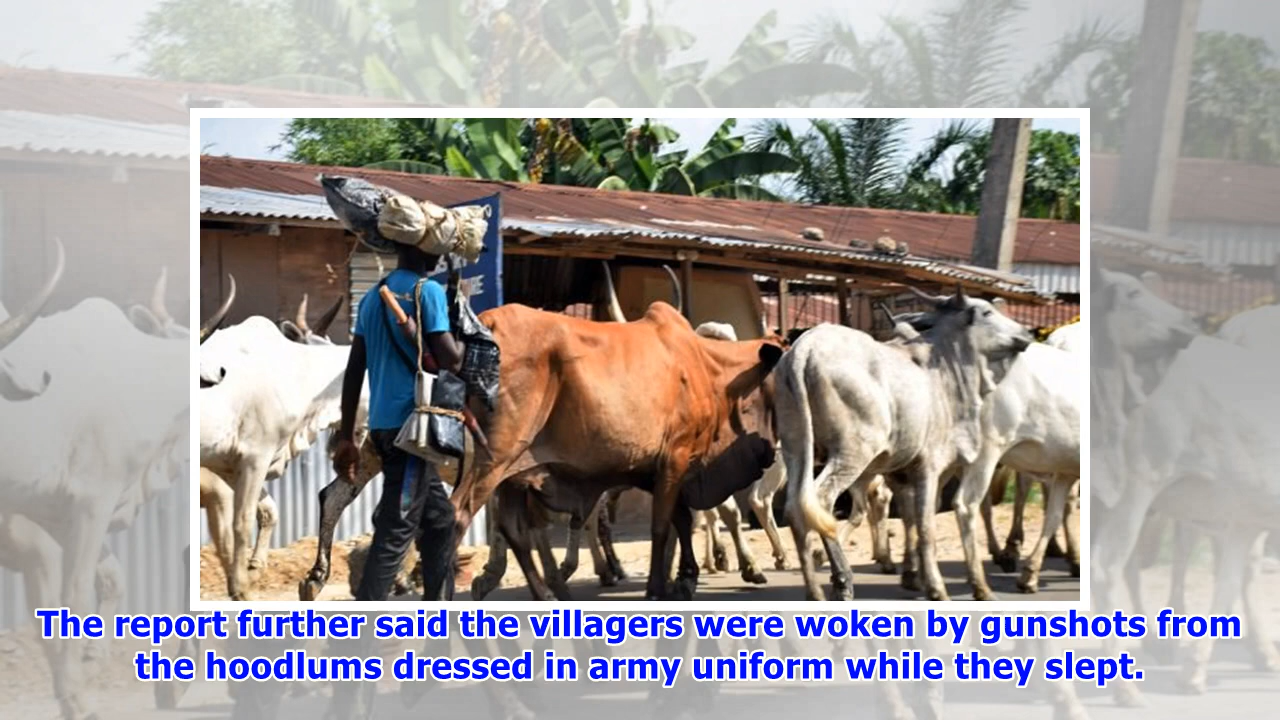 The report further said the villagers were woken by gunshots from
the hoodlums dressed in army uniform while they slept.